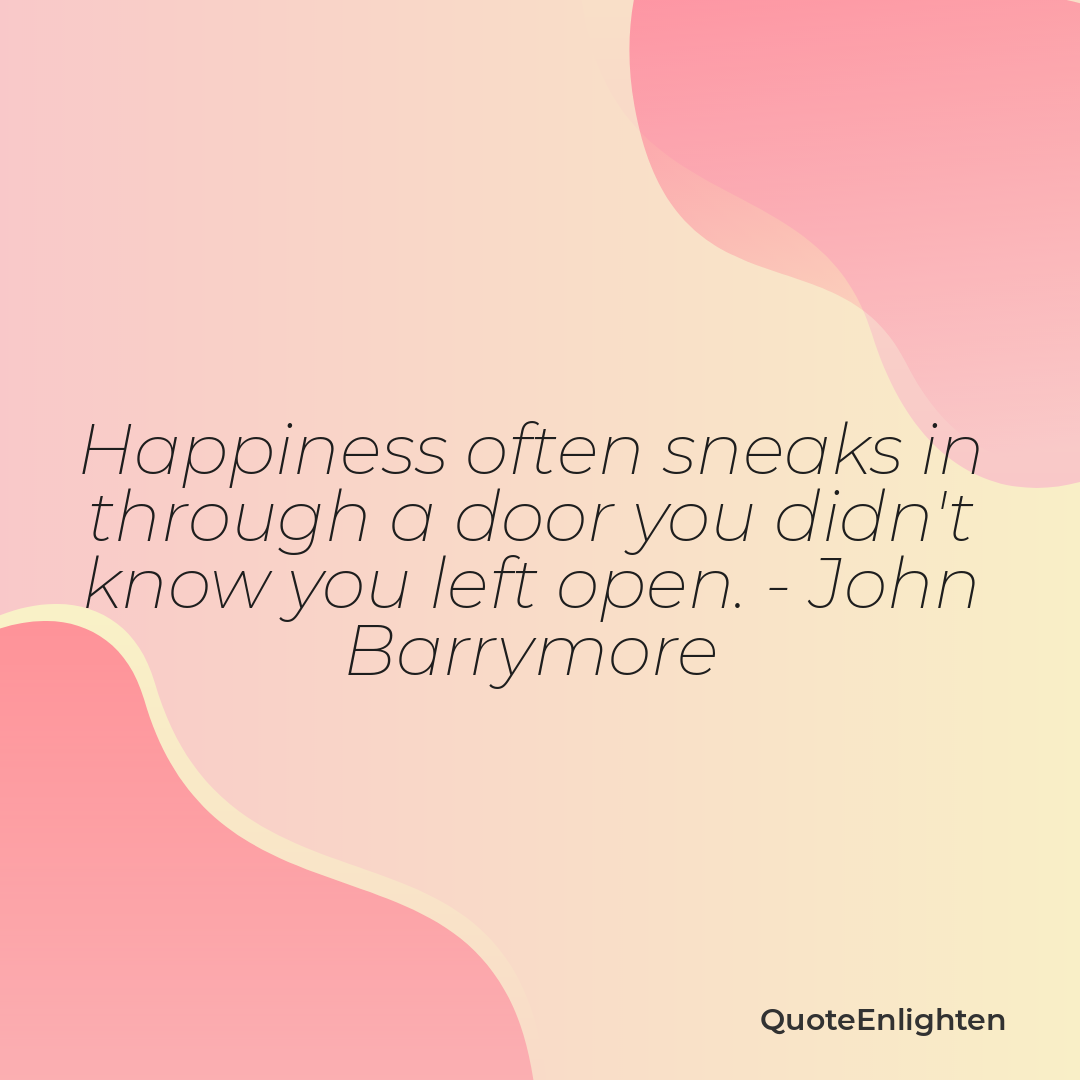 Happiness often sneaks in
through a door you didn't
know you left open. - John
Barrymore
QuoteEnlighten